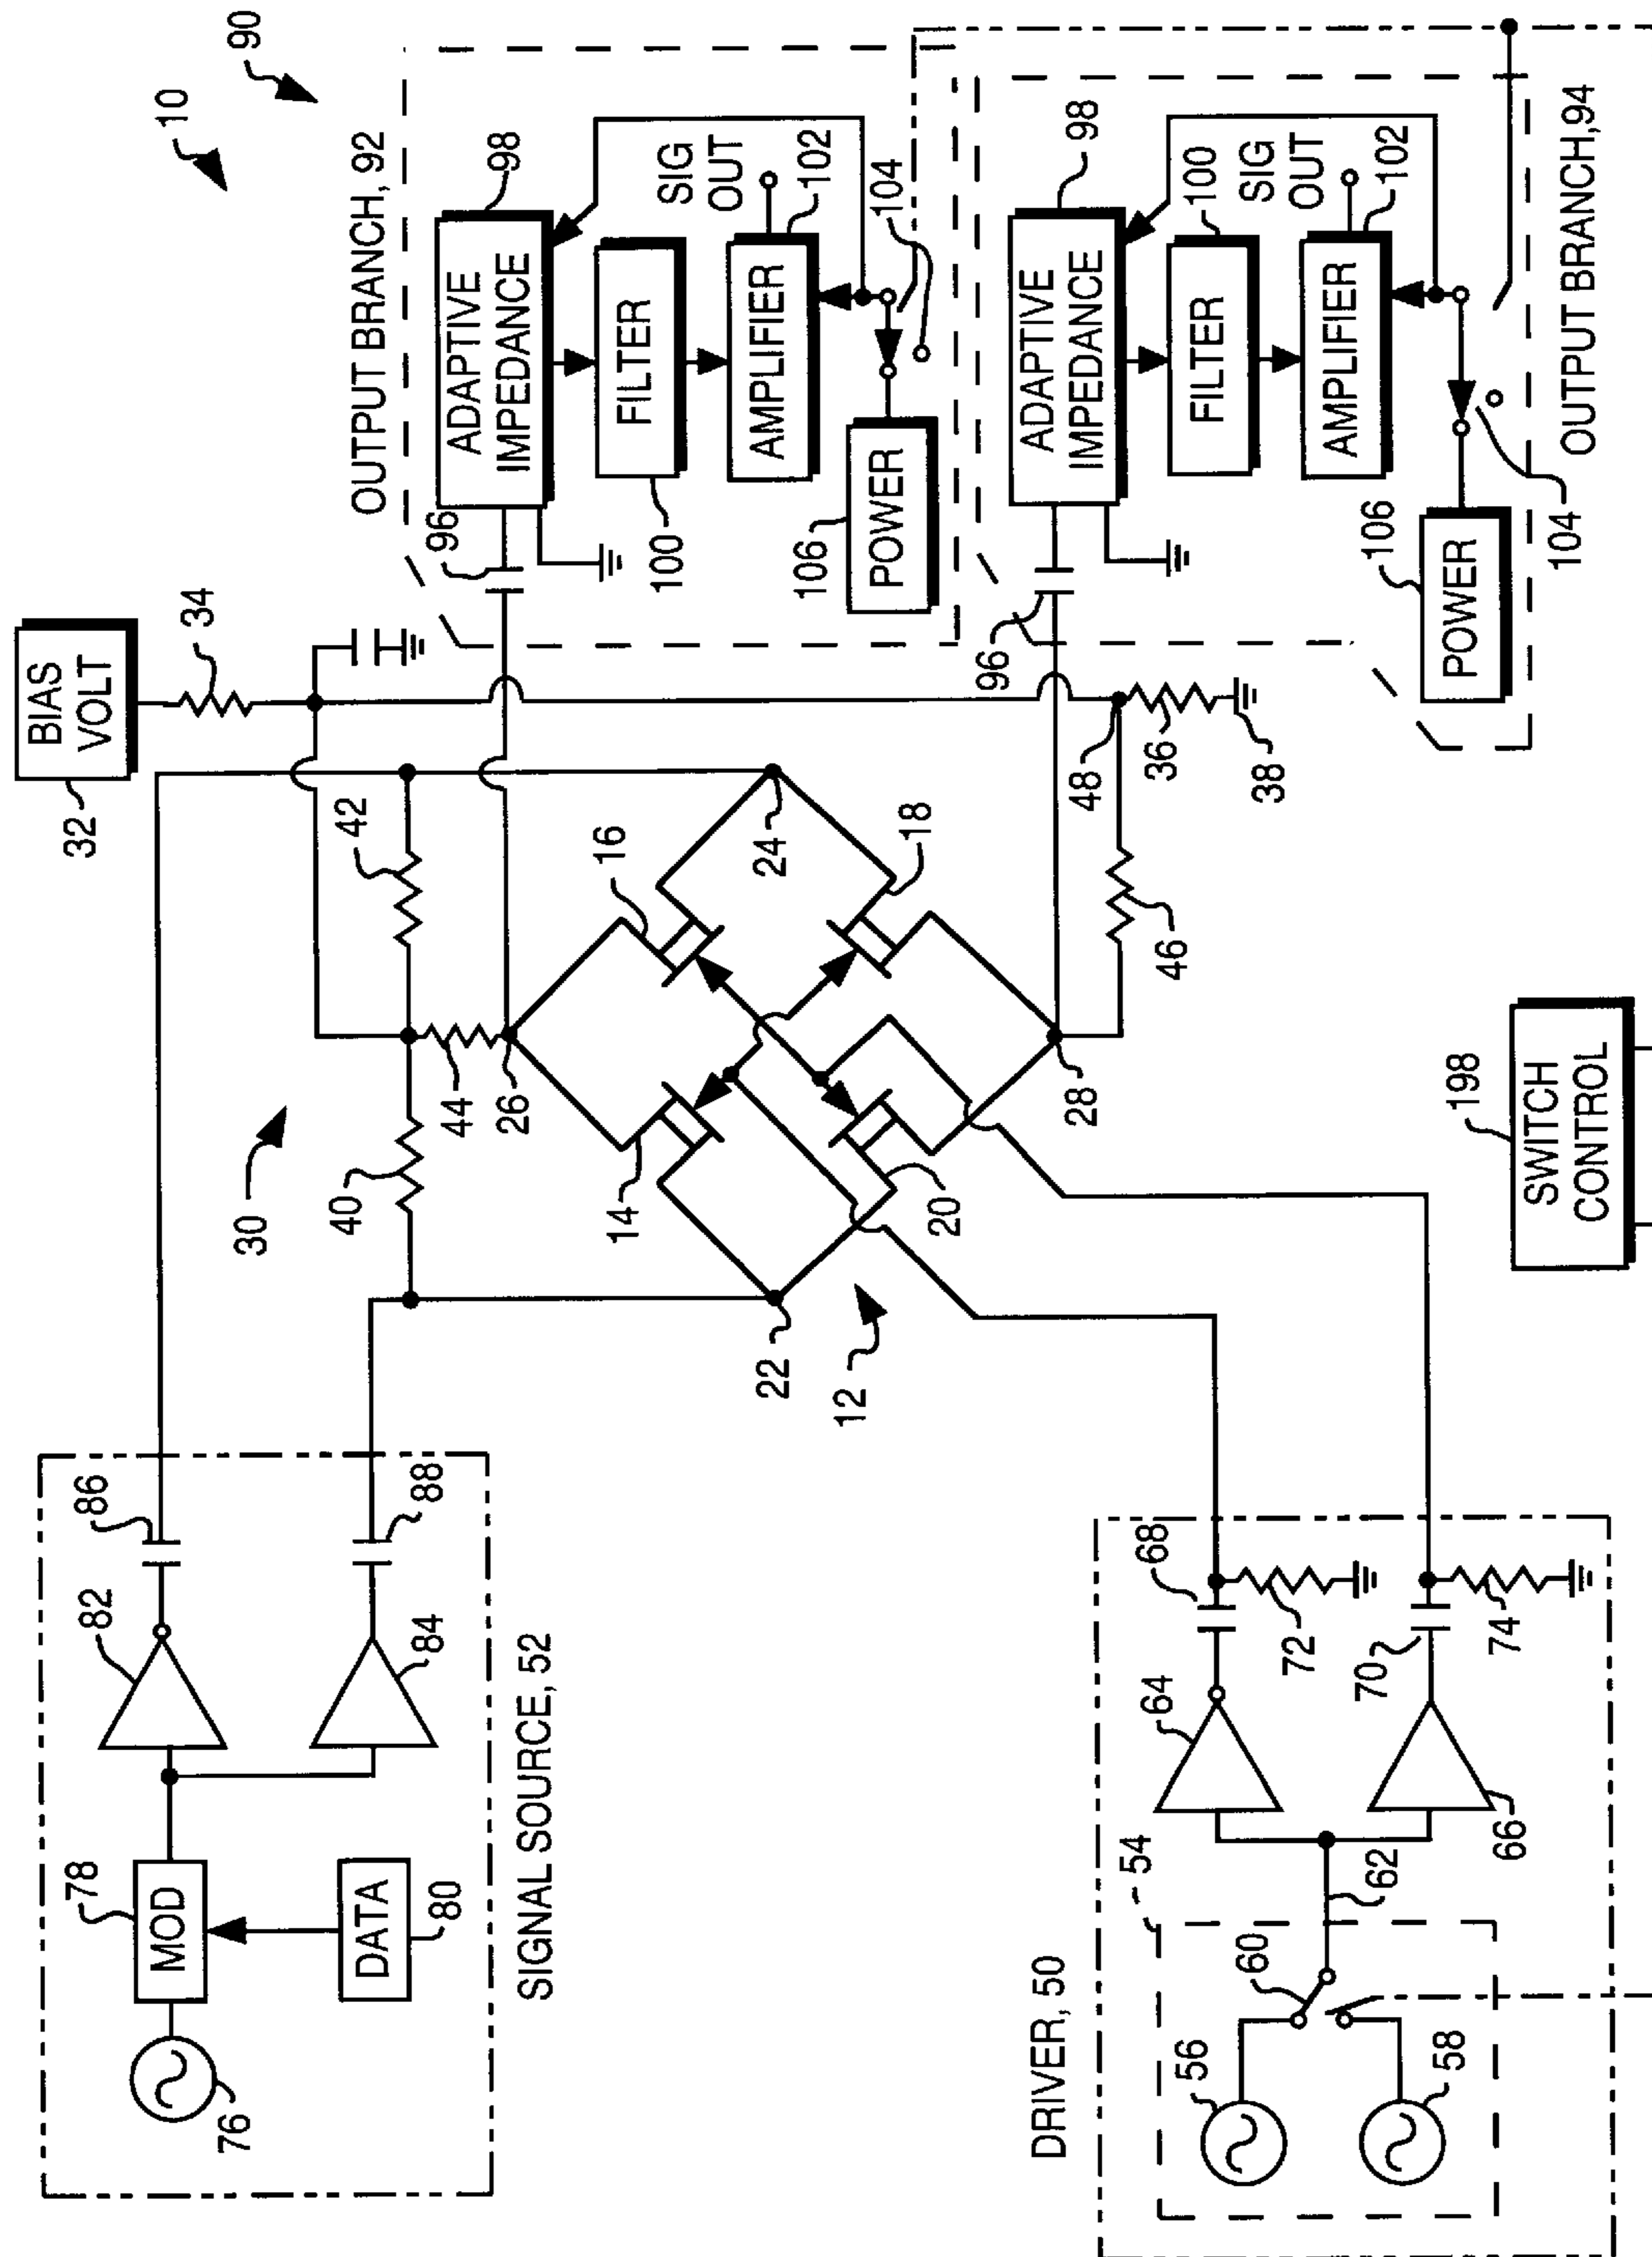 10
90
BIAS
VOLT
32
34
OUTPUT BRANCH, 92
96
ADAPTIVE
IMPEDANCE
98
FILTER
100
AMPLIFIER
SIG
OUT
102
104
106
POWER
30
40
42
44
26
14
16
24
18
20
22
12
28
46
48
36
38
96
ADAPTIVE
IMPEDANCE
98
FILTER
100
AMPLIFIER
SIG
OUT
102
106
POWER
104
OUTPUT BRANCH,94
86
82
88
84
78
MOD
DATA
80
76
SIGNAL SOURCE, 52
DRIVER, 50
54
56
58
60
62
64
66
68
70
72
74
198
SWITCH
CONTROL